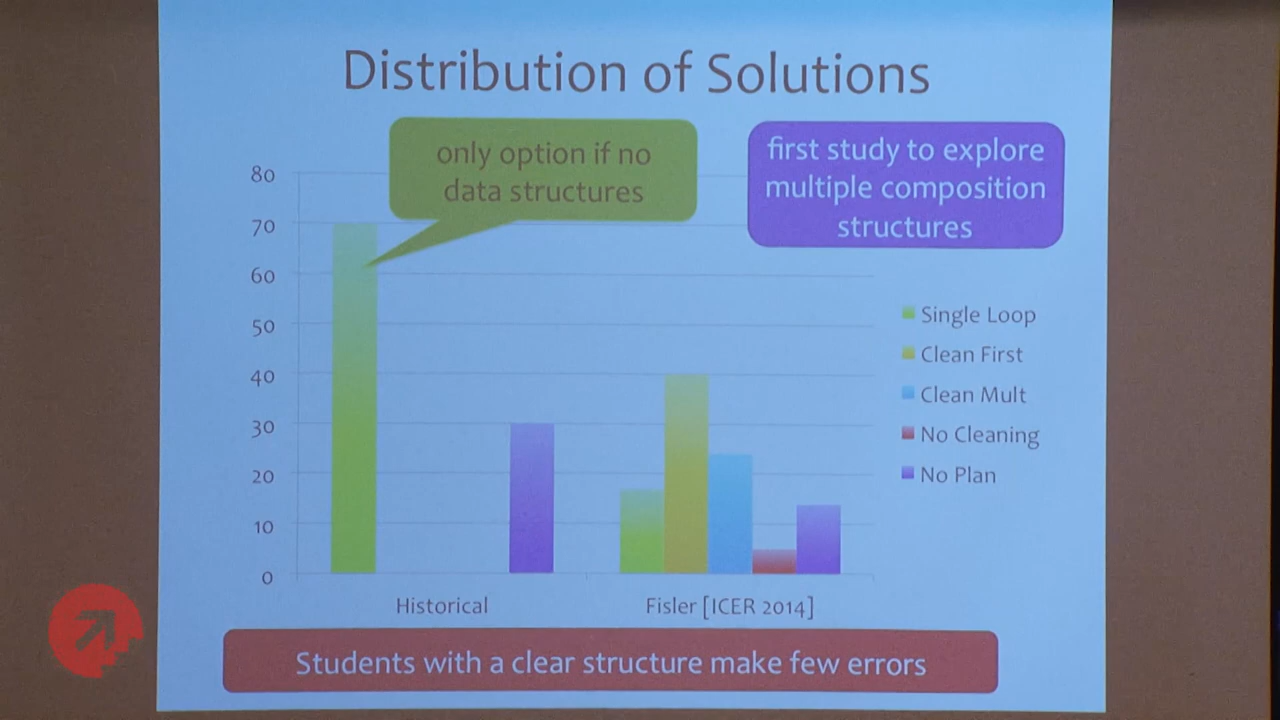 Distribution of Solutions
only option if no
data structures
first study to explore
multiple composition
structures
80
70
60
50
40
30
20
10
0
Single Loop
Clean First
Clean Mult
No Cleaning
No Plan
Historical
Fisler [ICER 2014]
Students with a clear structure make few errors